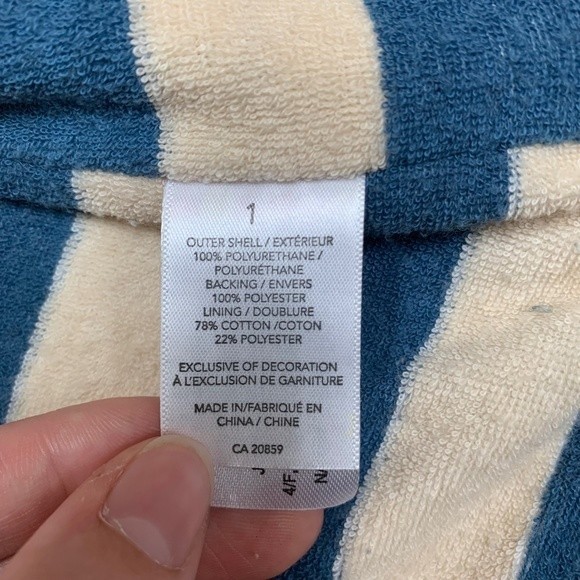 1
OUTER SHELL / EXTÉRIEUR
100% POLYURETHANE /
POLYURÉTHANE
BACKING / ENVERS
100% POLYESTER
LINING / DOUBLURE
78% COTTON /COTON
22% POLYESTER
EXCLUSIVE OF DECORATION
À L'EXCLUSION DE GARNITURE
MADE IN/FABRIQUÉ EN
CHINA / CHINE
CA 20859